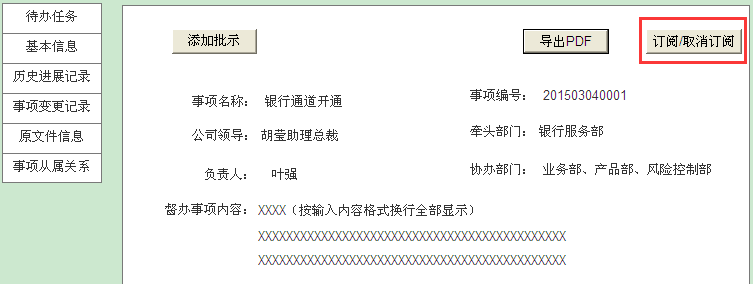 待办任务
基本信息
历史进展记录
事项变更记录
原文件信息
事项从属关系
添加批示 导出PDF 订阅/取消订阅
事项名称： 银行通道开通 事项编号： 201503040001
公司领导： 胡莹助理总裁 牵头部门： 银行服务部
负责人： 叶强 协办部门： 业务部、产品部、风险控制部
督办事项内容： XXXX（按输入内容格式换行全部显示）
XXXXXXXXXXXXXXXXXXXXXXXXXXXXXXXXXXXXXXXXXXXX
XXXXXXXXXXXXXXXXXXXXXXXXXXXXXXXXXXXXXXXXXXXX